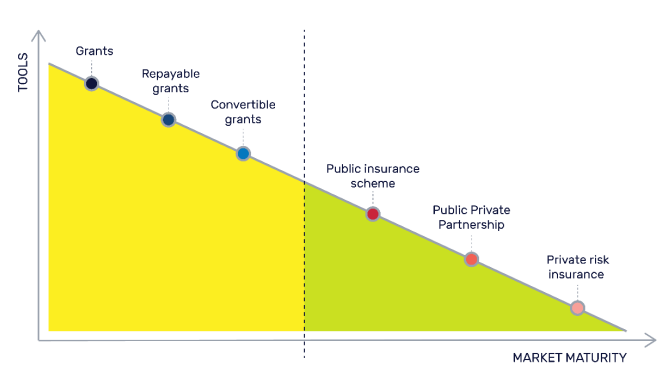 TOOLS
Grants
Repayable
grants
Convertible
grants
Public insurance
scheme
Public Private
Partnership
Private risk
insurance
MARKET MATURITY